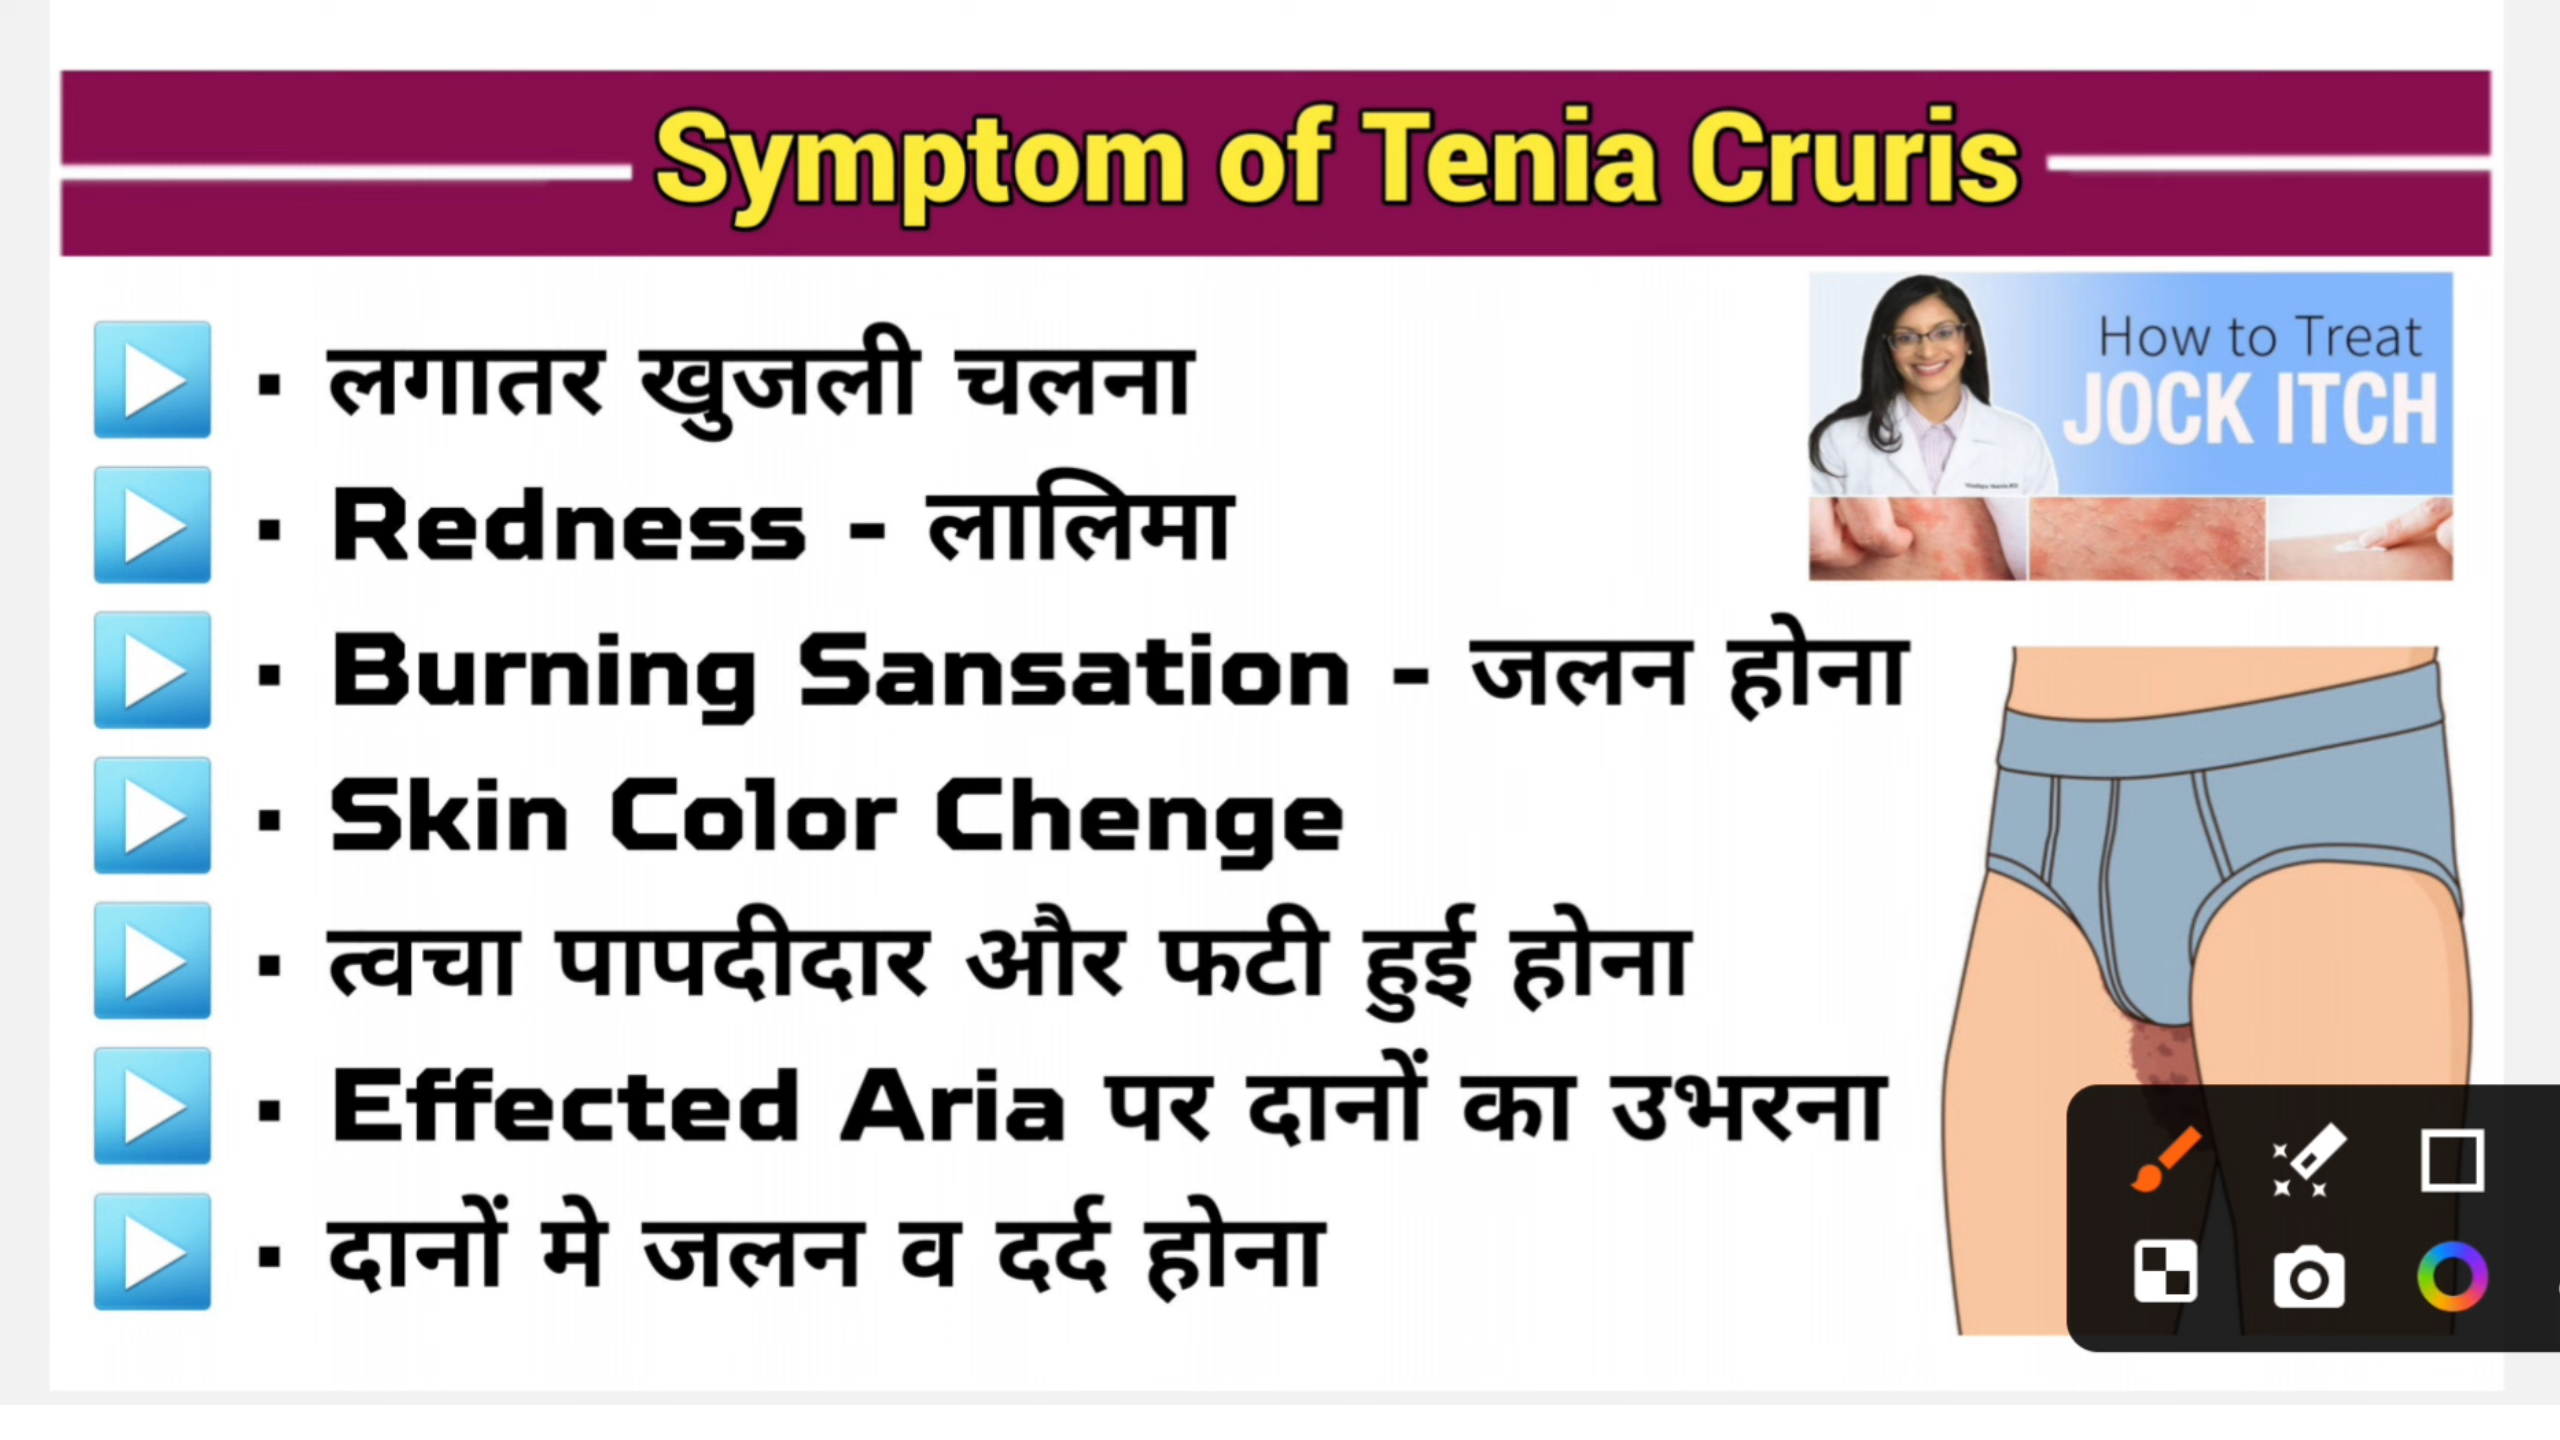 Symptom of Tenia Cruris
How to Treat
JOCK ITCH
▪ लगातर खुजली चलना
▪ Redness - लालिमा
▪ Burning Sansation - जलन होना
▪ Skin Color Chenge
▪ त्वचा पापदीदार और फटी हुई होना
▪ Effected Aria पर दानों का उभरना
▪ दानों मे जलन व दर्द होना